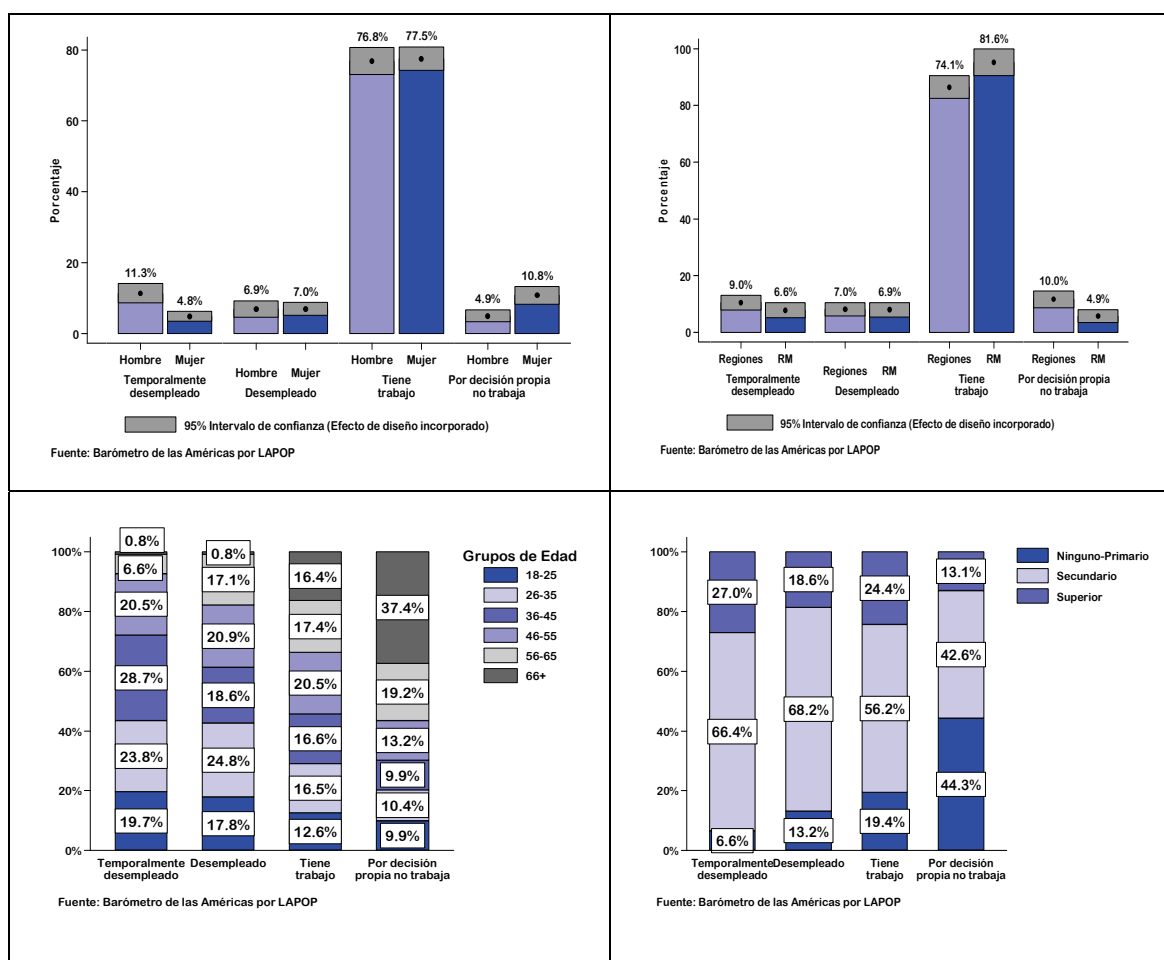 76.8%
77.5%
80
60
40
20
0
Porcentaje
11.3%
4.8%
6.9%
7.0%
4.9%
10.8%
Hombre Mujer
Temporalmente
desempleado
Hombre Mujer
Desempleado
Hombre Mujer
Tiene
trabajo
Hombre Mujer
Por decisión propia
no trabaja
95% Intervalo de confianza (Efecto de diseño incorporado)
Fuente: Barómetro de las Américas por LAPOP
81.6%
74.1%
100
80
60
40
20
0
Porcentaje
9.0%
6.6%
7.0%
6.9%
10.0%
4.9%
Regiones RM
Temporalmente
desempleado
Regiones RM
Desempleado
Regiones RM
Tiene
trabajo
Regiones RM
Por decisión propia
no trabaja
95% Intervalo de confianza (Efecto de diseño incorporado)
Fuente: Barómetro de las Américas por LAPOP
100%
80%
60%
40%
20%
0%
0.8%
6.6%
20.5%
28.7%
23.8%
19.7%
0.8%
17.1%
20.9%
18.6%
24.8%
17.8%
16.4%
17.4%
20.5%
16.6%
16.5%
12.6%
37.4%
19.2%
13.2%
9.9%
10.4%
9.9%
Temporalmente
desempleado
Desempleado
Tiene
trabajo
Por decisión
propia no trabaja
Grupos de Edad
18-25
26-35
36-45
46-55
56-65
66+
Fuente: Barómetro de las Américas por LAPOP
100%
80%
60%
40%
20%
0%
27.0%
66.4%
6.6%
18.6%
68.2%
13.2%
24.4%
56.2%
19.4%
13.1%
42.6%
44.3%
Temporalmente
desempleado
Desempleado
Tiene
trabajo
Por decisión
propia no trabaja
Ninguno-Primario
Secundario
Superior
Fuente: Barómetro de las Américas por LAPOP